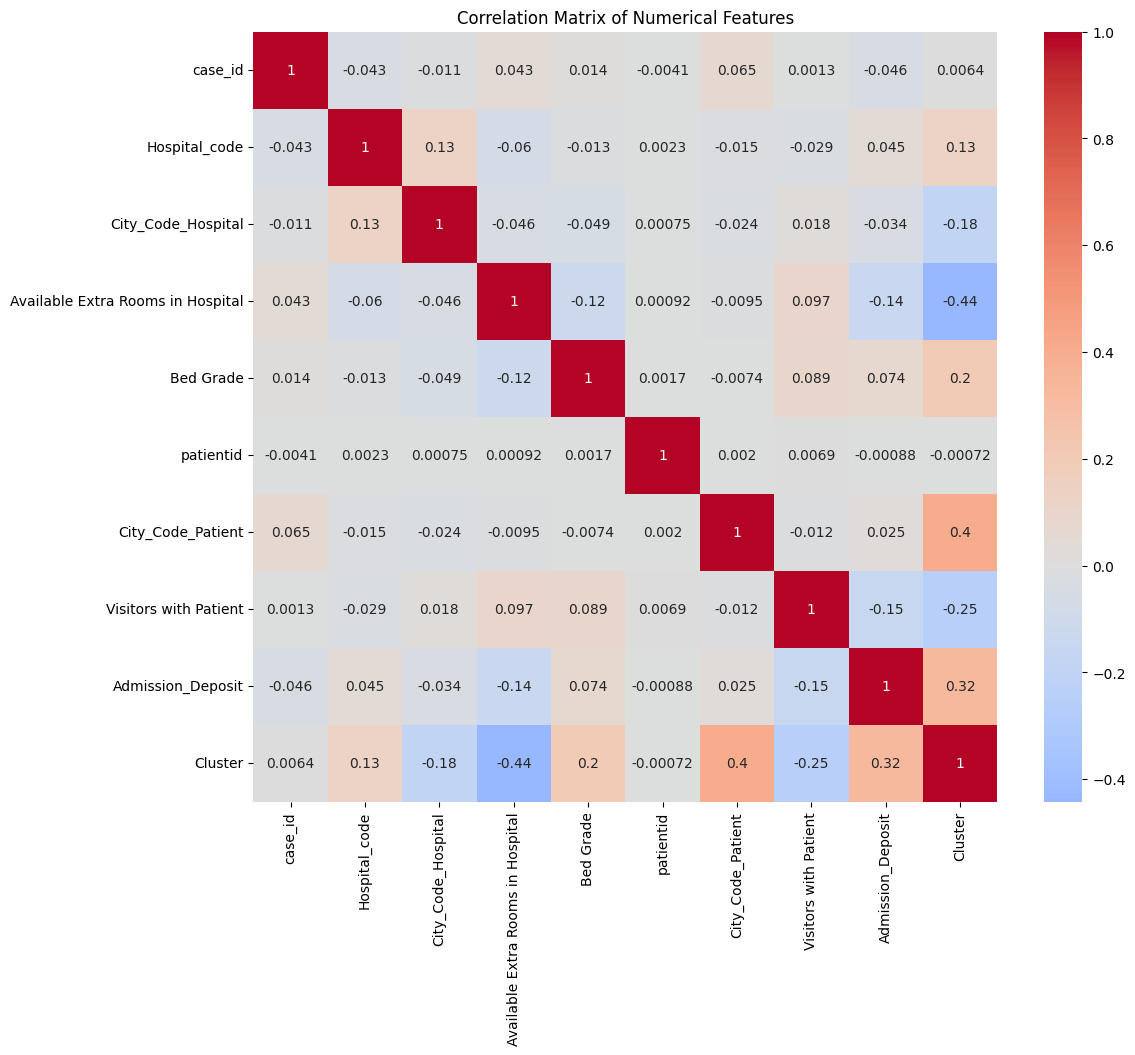 Correlation Matrix of Numerical Features
case_id 1 -0.043 -0.011 0.043 0.014 -0.0041 0.065 0.0013 -0.046 0.0064
Hospital_code -0.043 1 0.13 -0.06 -0.013 0.0023 -0.015 -0.029 0.045 0.13
City_Code_Hospital -0.011 0.13 1 -0.046 -0.049 0.00075 -0.024 0.018 -0.034 -0.18
Available Extra Rooms in Hospital 0.043 -0.06 -0.046 1 -0.12 0.00092 -0.0095 0.097 -0.14 -0.44
Bed Grade 0.014 -0.013 -0.049 -0.12 1 0.0017 -0.0074 0.089 0.074 0.2
patientid -0.0041 0.0023 0.00075 0.00092 0.0017 1 0.002 0.0069 -0.00088 -0.00072
City_Code_Patient 0.065 -0.015 -0.024 -0.0095 -0.0074 0.002 1 -0.012 0.025 0.4
Visitors with Patient 0.0013 -0.029 0.018 0.097 0.089 0.0069 -0.012 1 -0.15 -0.25
Admission_Deposit -0.046 0.045 -0.034 -0.14 0.074 -0.00088 0.025 -0.15 1 0.32
Cluster 0.0064 0.13 -0.18 -0.44 0.2 -0.00072 0.4 -0.25 0.32 1
case_id
Hospital_code
City_Code_Hospital
Available Extra Rooms in Hospital
Bed Grade
patientid
City_Code_Patient
Visitors with Patient
Admission_Deposit
Cluster
1.0
0.8
0.6
0.4
0.2
0.0
−0.2
−0.4